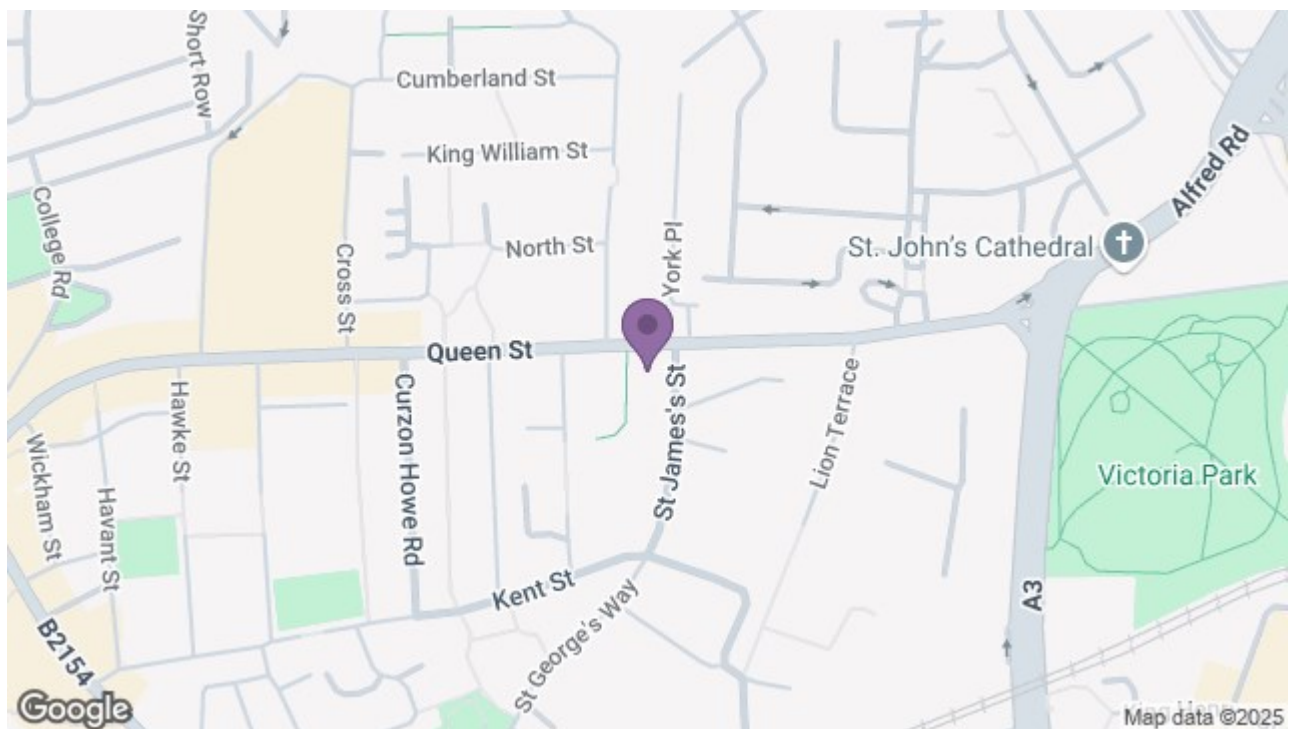 Short Row
Cumberland St
King William St
Alfred Rd
College Rd
North St
York Pl
St. John's Cathedral
Cross St
Queen St
Hawke St
Curzon Howe Rd
St James's St
Lion Terrace
Wickham St
Havant St
Victoria Park
Kent St
St George's Way
A3
B2154
Google
Map data ©2025